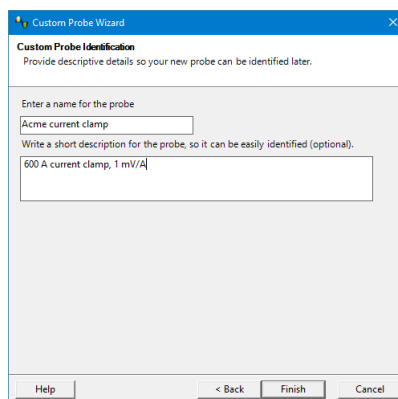 Custom Probe Wizard
Custom Probe Identification
Provide descriptive details so your new probe can be identified later.
Enter a name for the probe
Acme current clamp
Write a short description for the probe, so it can be easily identified (optional).
600 A current clamp, 1 mV/A
Help
< Back
Finish
Cancel